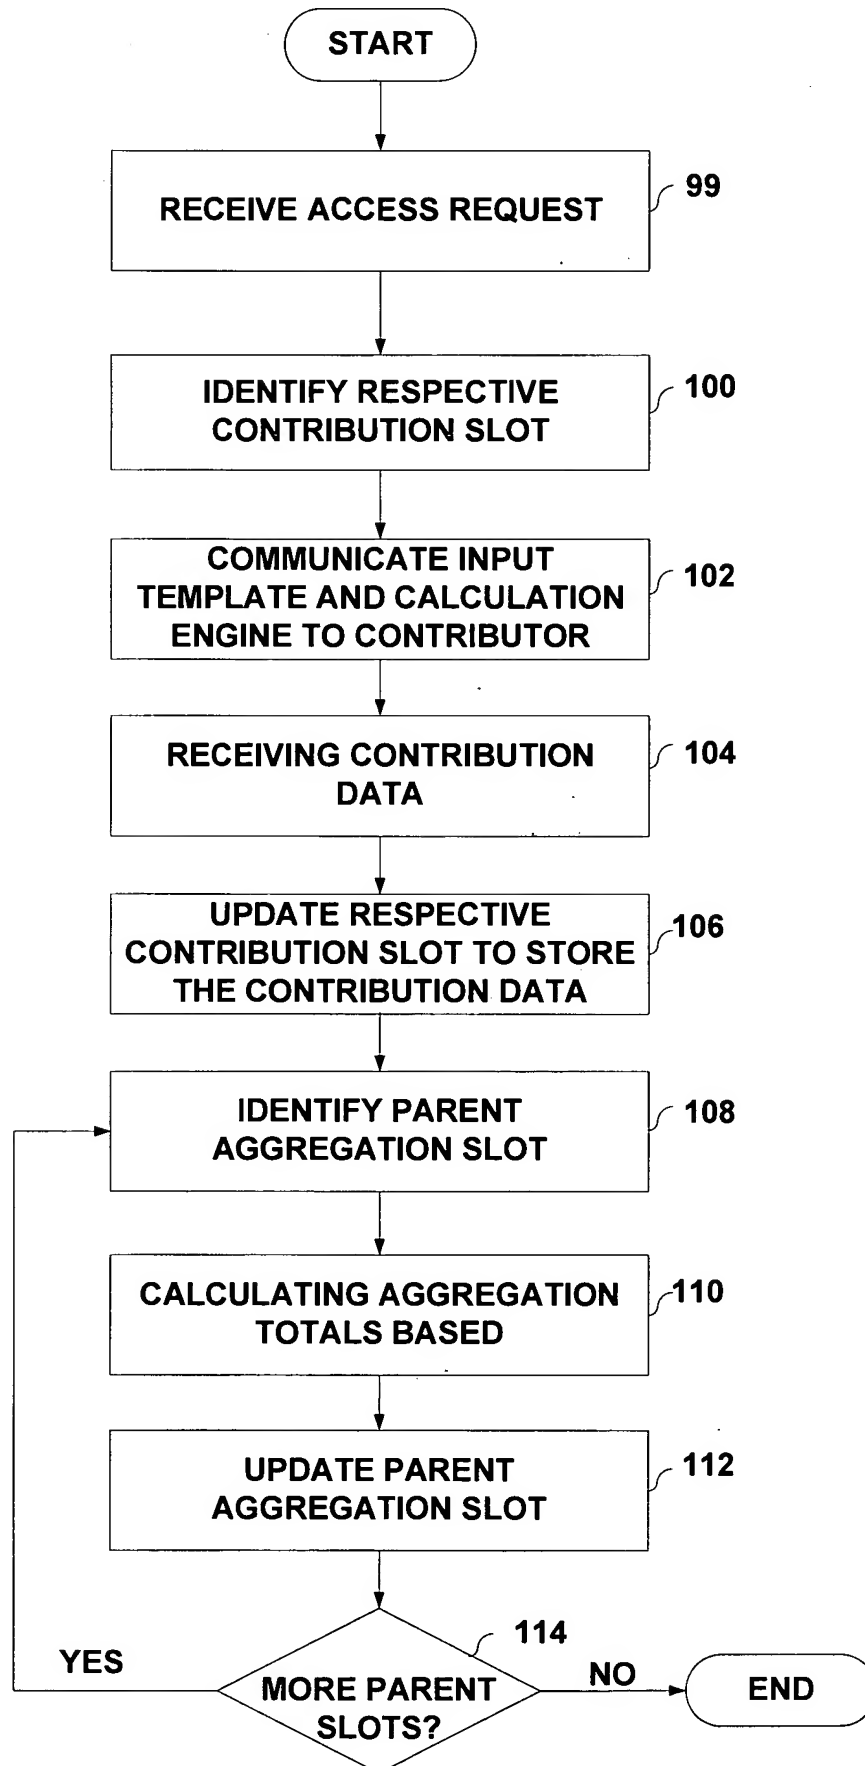 START
RECEIVE ACCESS REQUEST
99
IDENTIFY RESPECTIVE
CONTRIBUTION SLOT
100
COMMUNICATE INPUT
TEMPLATE AND CALCULATION
ENGINE TO CONTRIBUTOR
102
RECEIVING CONTRIBUTION
DATA
104
UPDATE RESPECTIVE
CONTRIBUTION SLOT TO STORE
THE CONTRIBUTION DATA
106
IDENTIFY PARENT
AGGREGATION SLOT
108
CALCULATING AGGREGATION
TOTALS BASED
110
UPDATE PARENT
AGGREGATION SLOT
112
114
YES
MORE PARENT
SLOTS?
NO
END